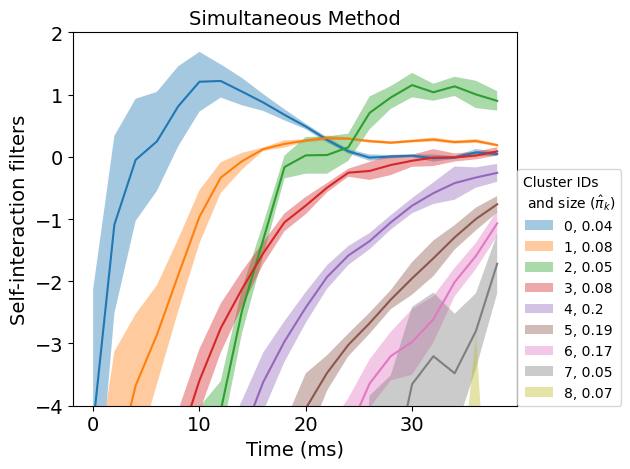 Simultaneous Method
2
1
0
−1
−2
−3
−4
Self-interaction filters
0 10 20 30
Time (ms)
Cluster IDs
and size (π̂ₖ)
0, 0.04
1, 0.08
2, 0.05
3, 0.08
4, 0.2
5, 0.19
6, 0.17
7, 0.05
8, 0.07